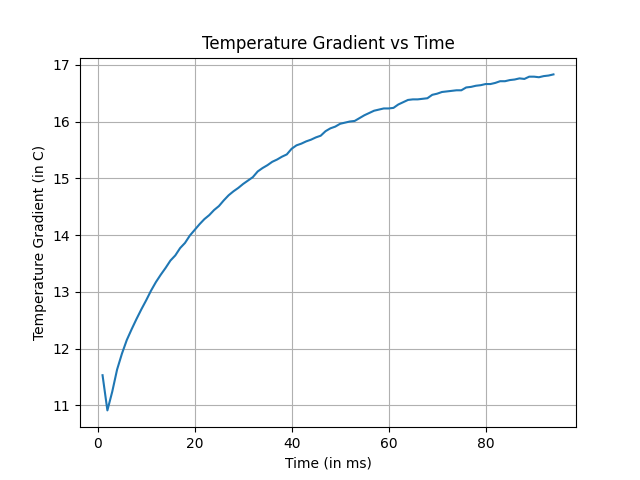 Temperature Gradient vs Time
17
16
15
14
13
12
11
Temperature Gradient (in C)
0 20 40 60 80
Time (in ms)